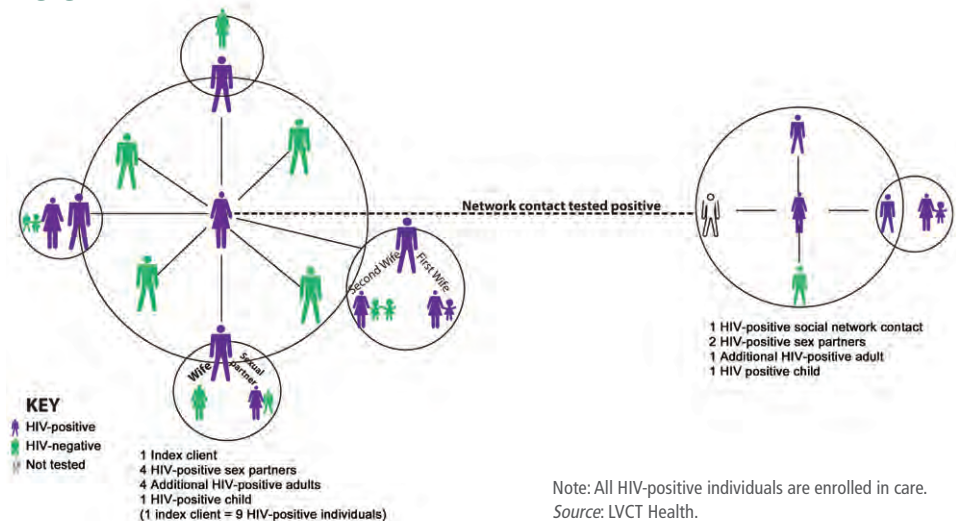 Network contact tested positive
Second Wife
First Wife
Wife
Sexual
partner
KEY
HIV-positive
HIV-negative
Not tested
1 Index client
4 HIV-positive sex partners
4 Additional HIV-positive adults
1 HIV-positive child
(1 index client = 9 HIV-positive individuals)
1 HIV-positive social network contact
2 HIV-positive sex partners
1 Additional HIV-positive adult
1 HIV positive child
Note: All HIV-positive individuals are enrolled in care.
Source: LVCT Health.